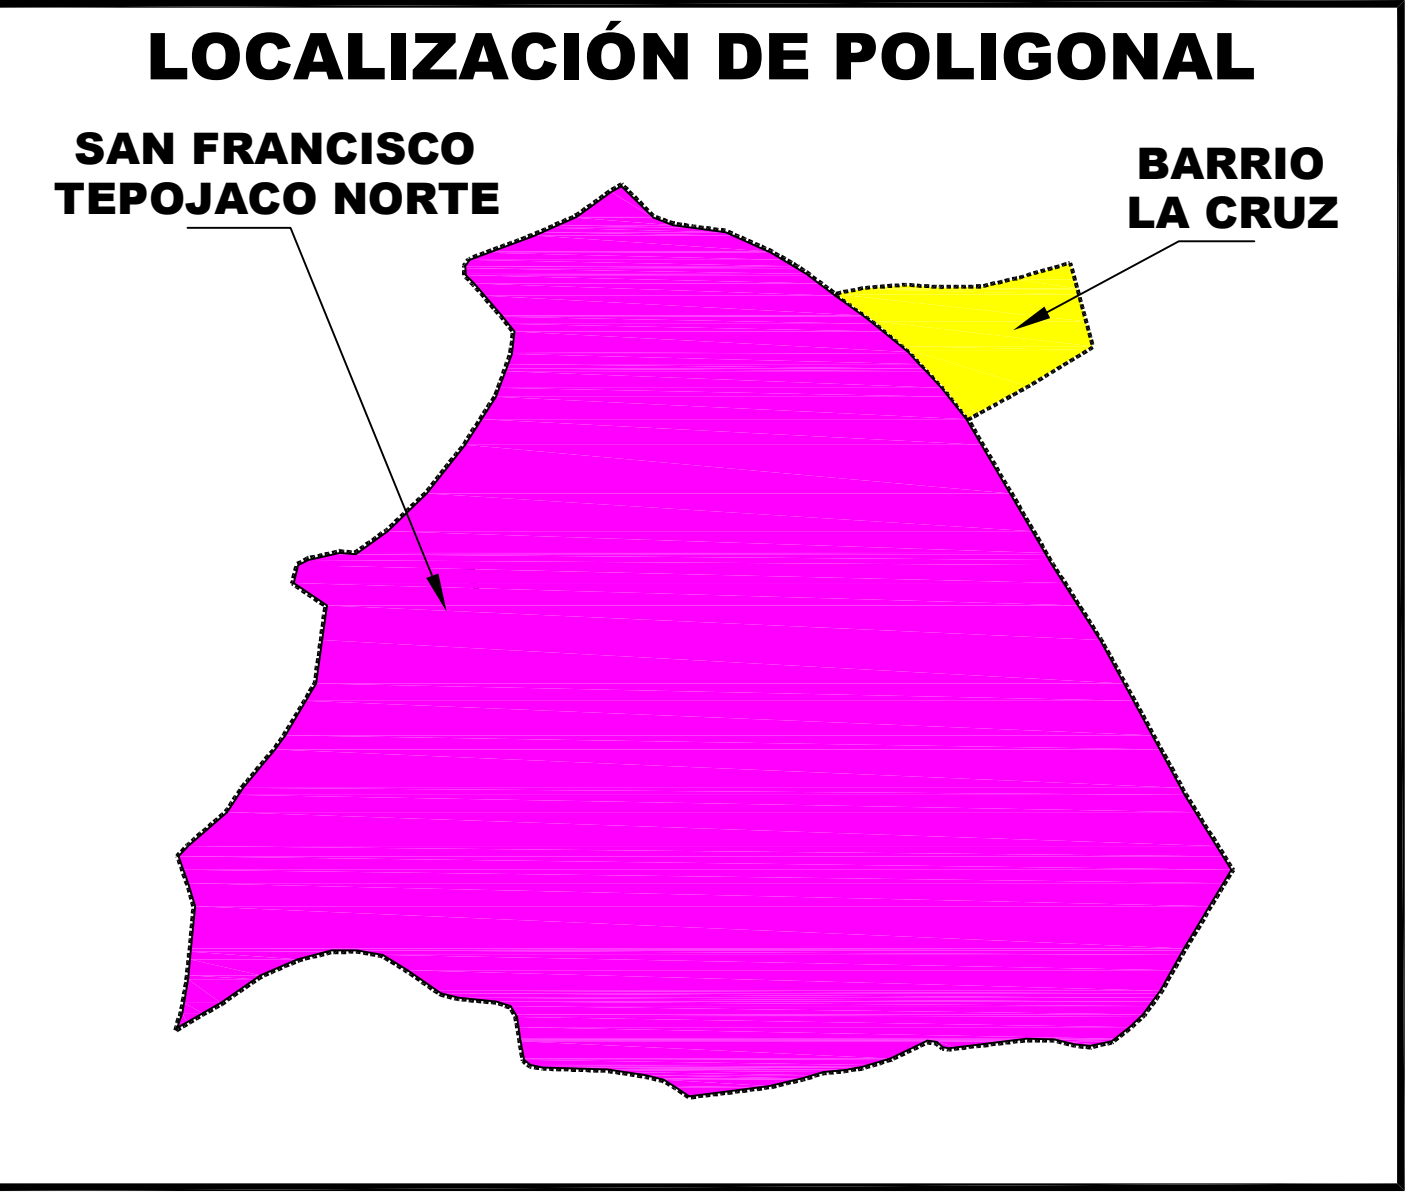 LOCALIZACIÓN DE POLIGONAL
SAN FRANCISCO
TEPOJACO NORTE
BARRIO
LA CRUZ